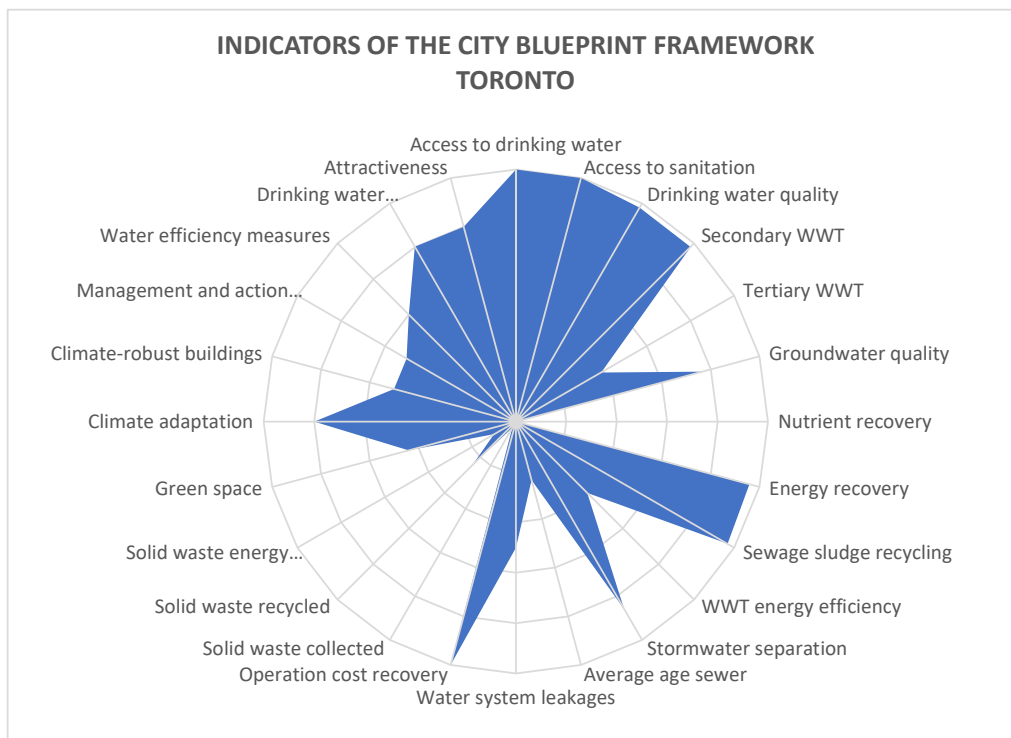 INDICATORS OF THE CITY BLUEPRINT FRAMEWORK
TORONTO
Access to drinking water
Access to sanitation
Drinking water quality
Secondary WWT
Tertiary WWT
Groundwater quality
Nutrient recovery
Energy recovery
Sewage sludge recycling
WWT energy efficiency
Stormwater separation
Average age sewer
Water system leakages
Operation cost recovery
Solid waste collected
Solid waste recycled
Solid waste energy...
Green space
Climate adaptation
Climate-robust buildings
Management and action...
Water efficiency measures
Drinking water...
Attractiveness